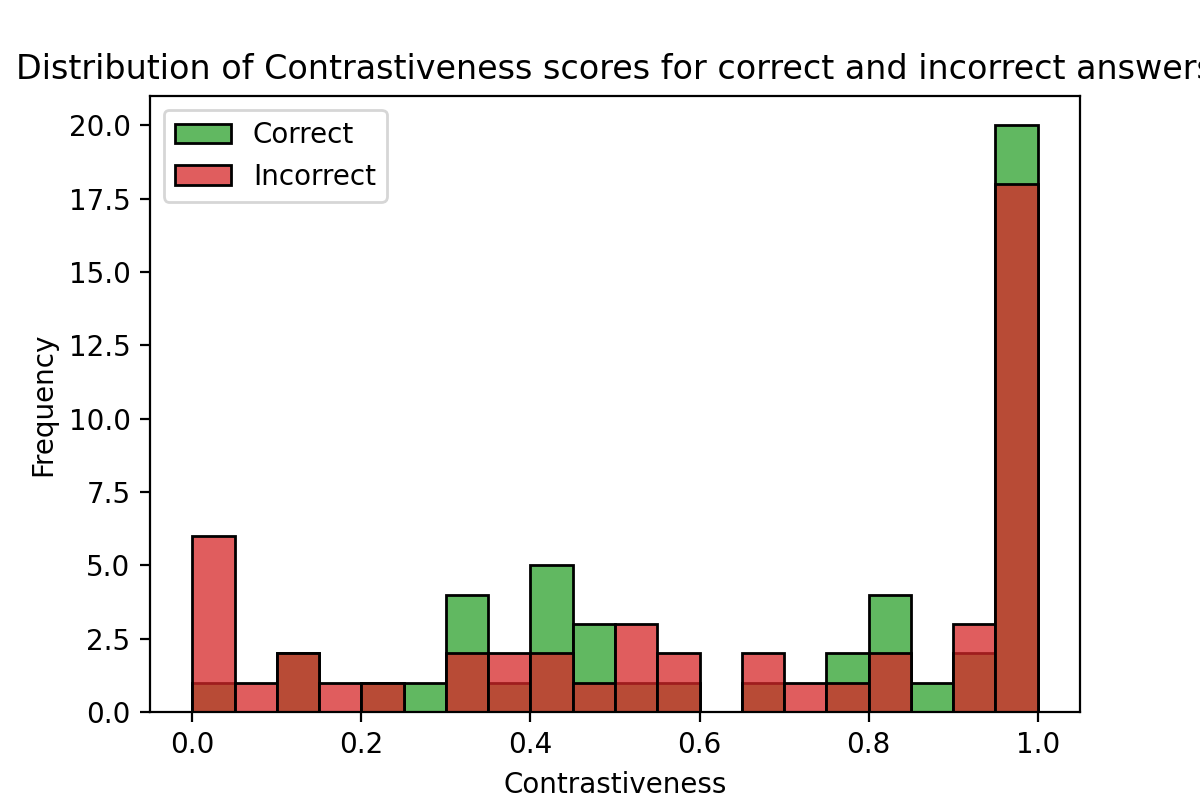 Distribution of Contrastiveness scores for correct and incorrect answers
Correct
Incorrect
20.0
17.5
15.0
12.5
10.0
7.5
5.0
2.5
0.0
Frequency
0.0 0.2 0.4 0.6 0.8 1.0
Contrastiveness